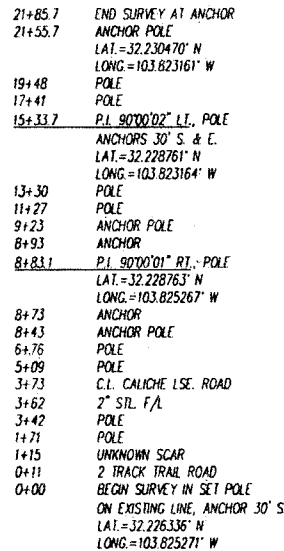 21+85.7 END SURVEY AT ANCHOR
21+55.7 ANCHOR POLE
LAT.=32.230470° N
LONG.=103.823161° W
19+48 POLE
17+41 POLE
15+33.7 P.I. 90°00'02" LT., POLE
ANCHORS 30' S. & E.
LAT.=32.228761° N
LONG.=103.823164° W
13+30 POLE
11+27 POLE
9+23 ANCHOR POLE
8+93 ANCHOR
8+83.1 P.I. 90°00'01" RT., POLE
LAT.=32.228763° N
LONG.=103.825267° W
8+73 ANCHOR
8+43 ANCHOR POLE
6+.76 POLE
5+09 POLE
3+73 C.L. CALICHE LSE. ROAD
3+62 2" STL. F/L
3+42 POLE
1+71 POLE
1+15 UNKNOWN SCAR
0+11 2 TRACK TRAIL ROAD
0+00 BEGIN SURVEY IN SET POLE
ON EXISTING LINE, ANCHOR 30' S
LAT.=32.226336° N
LONG.=103.825271° W